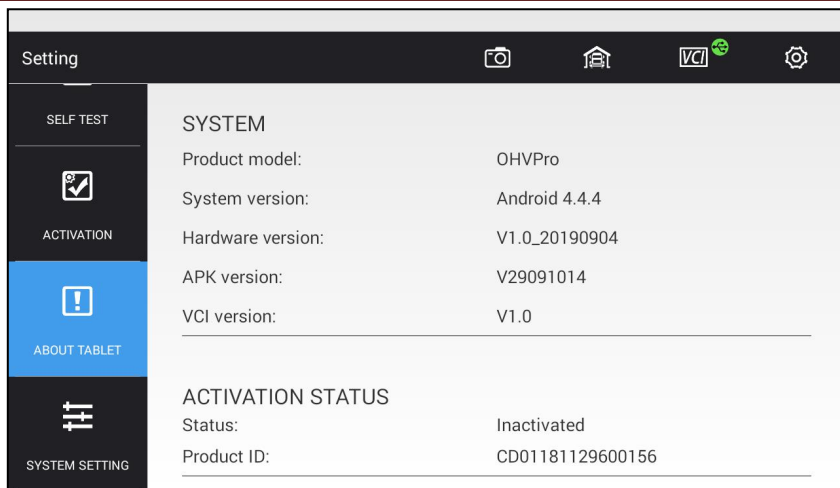 Setting
VCI
SELF TEST
ACTIVATION
ABOUT TABLET
SYSTEM SETTING
SYSTEM
Product model: OHVPro
System version: Android 4.4.4
Hardware version: V1.0_20190904
APK version: V29091014
VCI version: V1.0
ACTIVATION STATUS
Status: Inactivated
Product ID: CD01181129600156